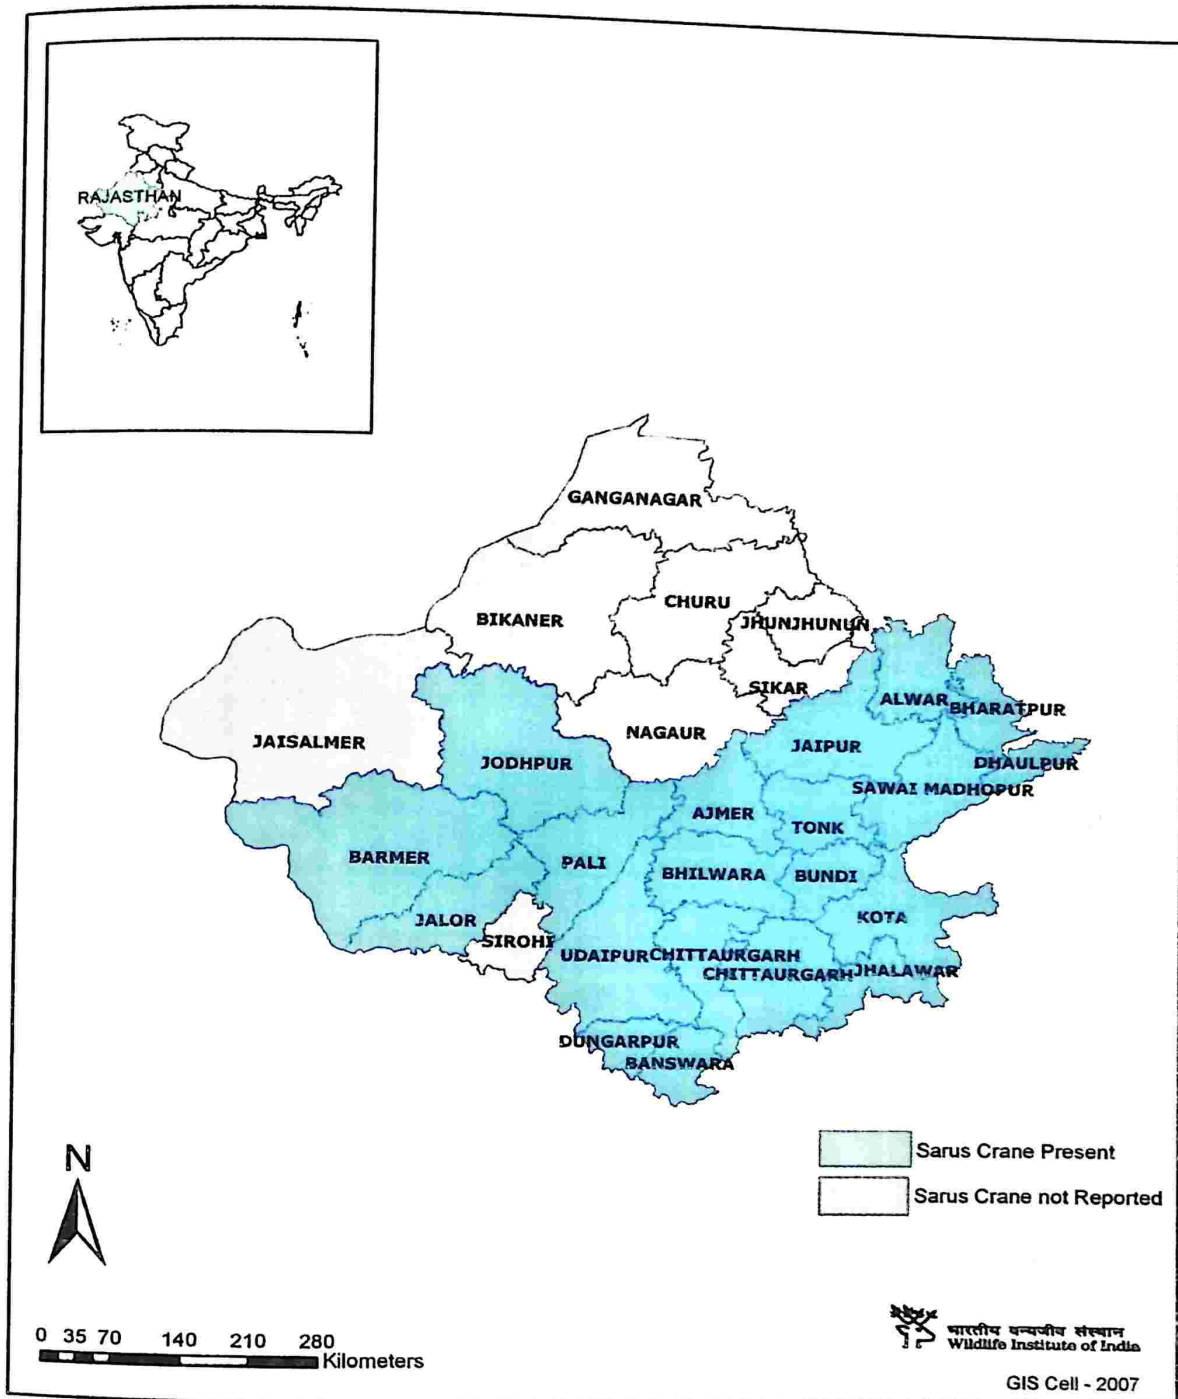 RAJASTHAN
GANGANAGAR
CHURU
BIKANER
JHUNJHUNUN
SIKAR
ALWAR
BHARATPUR
NAGAUR
JAISALMER
JAIPUR
JODHPUR
DHAULPUR
SAWAI MADHOPUR
AJMER
TONK
BARMER
PALI
BHILWARA
BUNDI
JALOR
KOTA
SIROHI
UDAIPUR
CHITTAURGARH
CHITTAURGARH
JHALAWAR
DUNGARPUR
BANSWARA
Sarus Crane Present
Sarus Crane not Reported
N
0 35 70 140 210 280
Kilometers
भारतीय वन्यजीव संस्थान
Wildlife Institute of India
GIS Cell - 2007